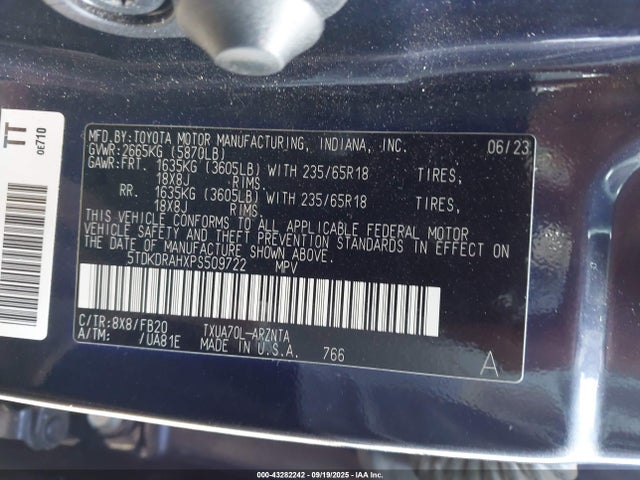 TT
0E710
MFD.BY:TOYOTA MOTOR MANUFACTURING, INDIANA, INC. 06/23
GVWR:2665KG (5870LB)
GAWR:FRT. 1635KG (3605LB) WITH 235/65R18 TIRES,
18X8J RIMS,
RR. 1635KG (3605LB) WITH 235/65R18 TIRES,
18X8J RIMS,
THIS VEHICLE CONFORMS TO ALL APPLICABLE FEDERAL MOTOR
VEHICLE SAFETY AND THEFT PREVENTION STANDARDS IN EFFECT ON
THE DATE OF MANUFACTURE SHOWN ABOVE.
5TDKDRAHXPS509722 MPV
C/TR:8X8/FB20 TXUA70L-ARZNTA
A/TM: /UA81E MADE IN U.S.A. 766
A
000-43282242 - 09/19/2025 - IAA Inc.